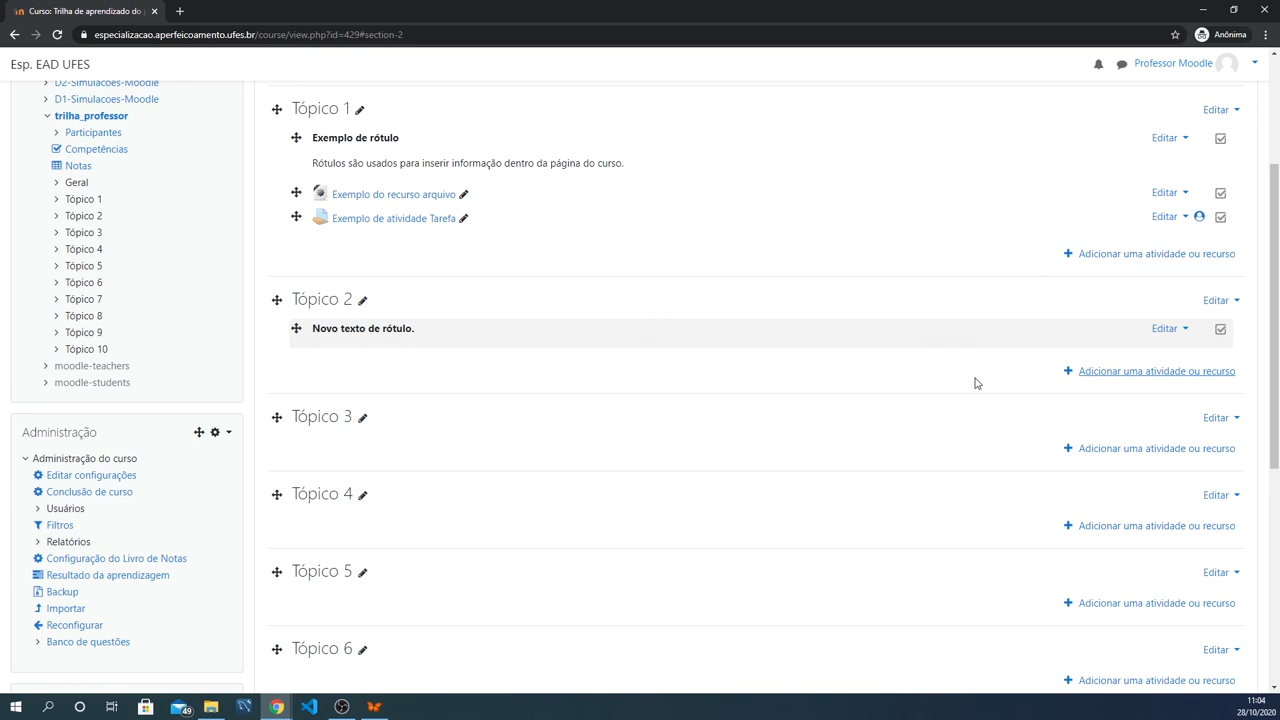 Curso: Trilha de aprendizado do
especializacao.aperfeicoamento.ufes.br/course/view.php?id=429#section-2
Anônima
Esp. EAD UFES
Professor Moodle
D2-Simulacoes-Moodle
D1-Simulacoes-Moodle
trilha_professor
Participantes
Competências
Notas
Geral
Tópico 1
Tópico 2
Tópico 3
Tópico 4
Tópico 5
Tópico 6
Tópico 7
Tópico 8
Tópico 9
Tópico 10
moodle-teachers
moodle-students
Administração
Administração do curso
Editar configurações
Conclusão de curso
Usuários
Filtros
Relatórios
Configuração do Livro de Notas
Resultado da aprendizagem
Backup
Importar
Reconfigurar
Banco de questões
Tópico 1 Editar
Exemplo de rótulo Editar
Rótulos são usados para inserir informação dentro da página do curso.
Exemplo do recurso arquivo Editar
Exemplo de atividade Tarefa Editar
Adicionar uma atividade ou recurso
Tópico 2 Editar
Novo texto de rótulo. Editar
Adicionar uma atividade ou recurso
Tópico 3 Editar
Adicionar uma atividade ou recurso
Tópico 4 Editar
Adicionar uma atividade ou recurso
Tópico 5 Editar
Adicionar uma atividade ou recurso
Tópico 6 Editar
Adicionar uma atividade ou recurso
49
11:04
28/10/2020